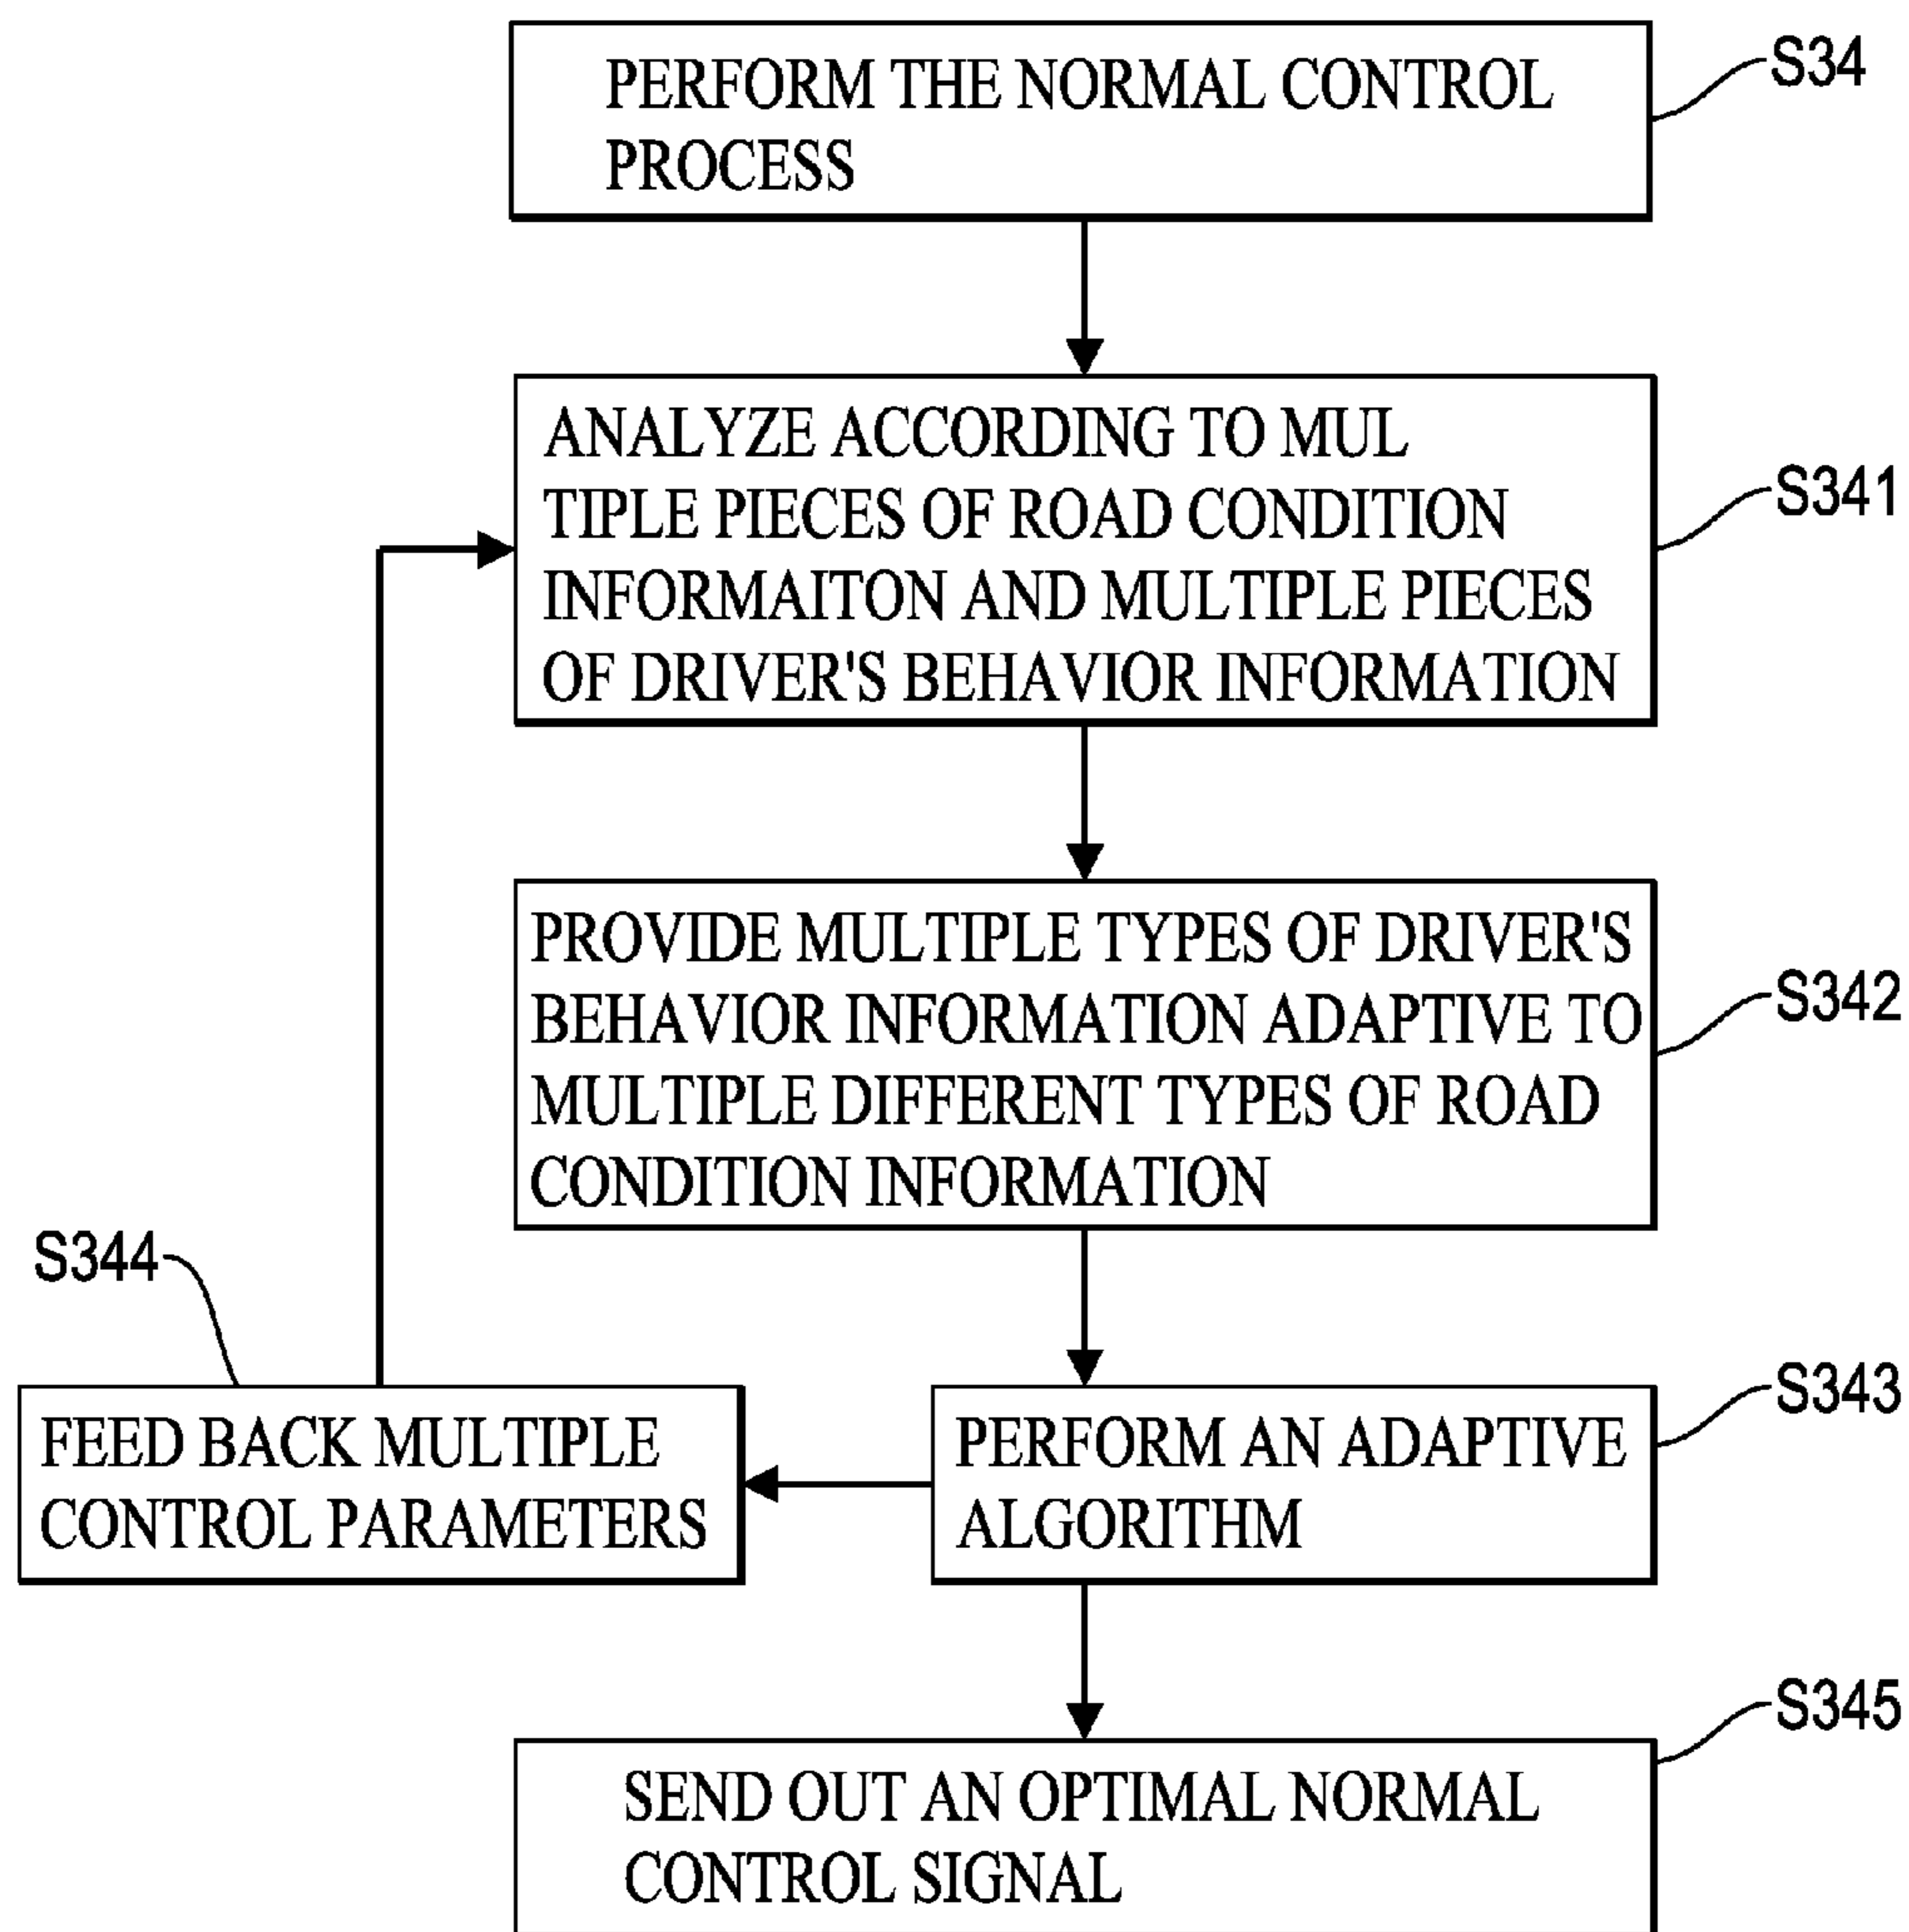 PERFORM THE NORMAL CONTROL
PROCESS
S34
ANALYZE ACCORDING TO MUL
TIPLE PIECES OF ROAD CONDITION
INFORMAITON AND MULTIPLE PIECES
OF DRIVER'S BEHAVIOR INFORMATION
S341
PROVIDE MULTIPLE TYPES OF DRIVER'S
BEHAVIOR INFORMATION ADAPTIVE TO
MULTIPLE DIFFERENT TYPES OF ROAD
CONDITION INFORMATION
S342
S344
FEED BACK MULTIPLE
CONTROL PARAMETERS
PERFORM AN ADAPTIVE
ALGORITHM
S343
SEND OUT AN OPTIMAL NORMAL
CONTROL SIGNAL
S345